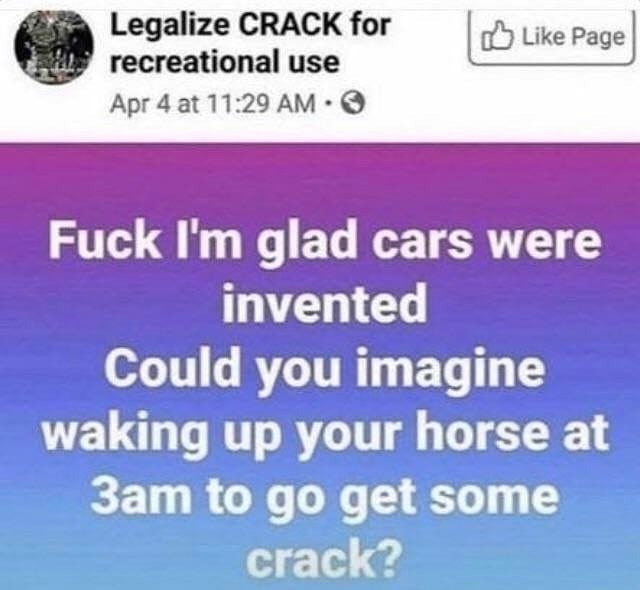 Legalize CRACK for
recreational use
Like Page
Apr 4 at 11:29 AM ·
Fuck I'm glad cars were
invented
Could you imagine
waking up your horse at
3am to go get some
crack?